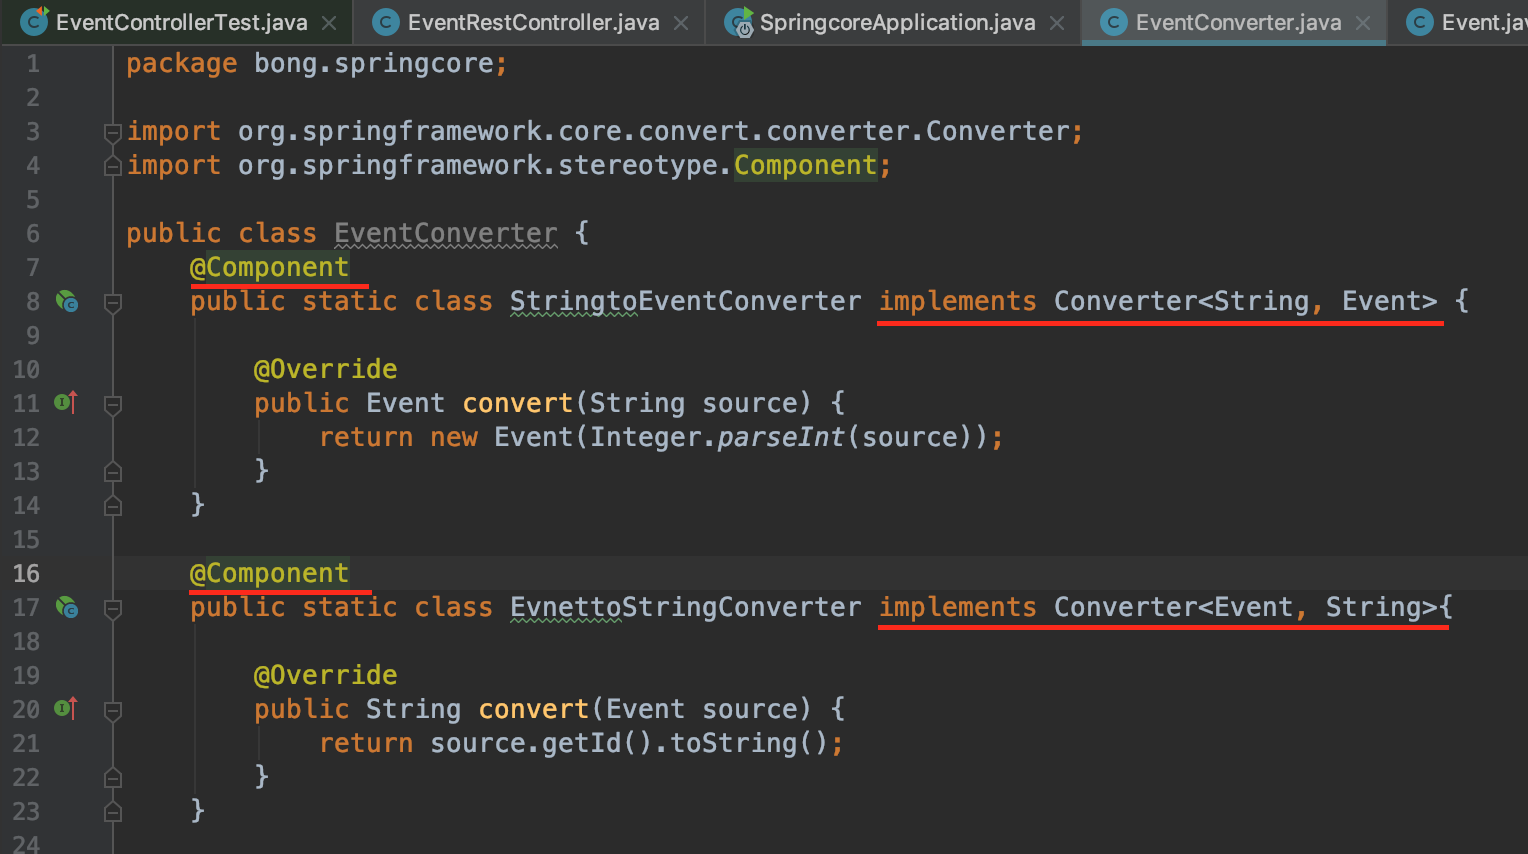 EventControllerTest.java × EventRestController.java × SpringcoreApplication.java × EventConverter.java × Event.jav
1 package bong.springcore;
2
3 import org.springframework.core.convert.converter.Converter;
4 import org.springframework.stereotype.Component;
5
6 public class EventConverter {
7 @Component
8 public static class StringtoEventConverter implements Converter<String, Event> {
9
10 @Override
11 public Event convert(String source) {
12 return new Event(Integer.parseInt(source));
13 }
14 }
15
16 @Component
17 public static class EvnettoStringConverter implements Converter<Event, String>{
18
19 @Override
20 public String convert(Event source) {
21 return source.getId().toString();
22 }
23 }
24